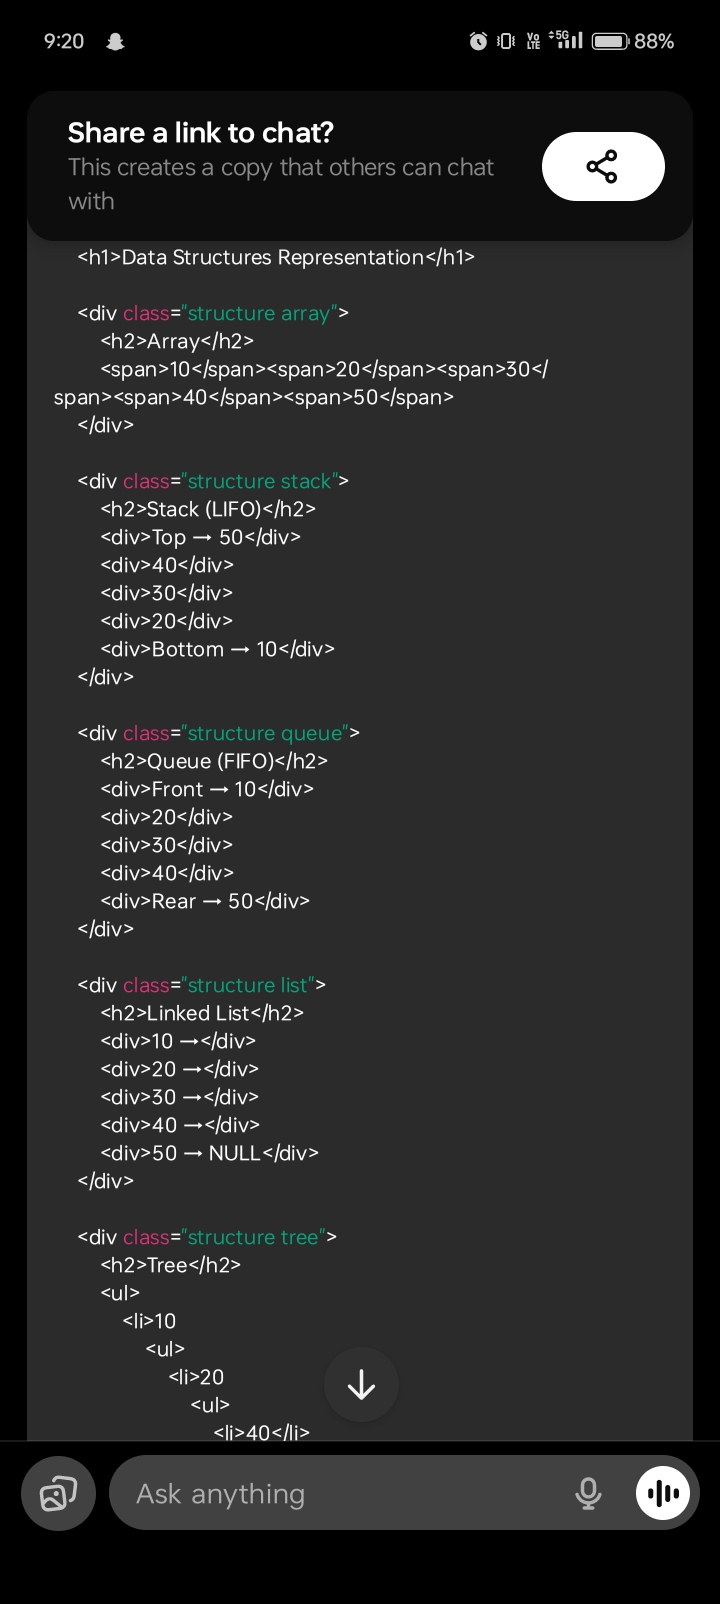 9:20
Vo LTE 5G 88%
Share a link to chat?
This creates a copy that others can chat
with
<h1>Data Structures Representation</h1>
<div class="structure array">
<h2>Array</h2>
<span>10</span><span>20</span><span>30</
span><span>40</span><span>50</span>
</div>
<div class="structure stack">
<h2>Stack (LIFO)</h2>
<div>Top → 50</div>
<div>40</div>
<div>30</div>
<div>20</div>
<div>Bottom → 10</div>
</div>
<div class="structure queue">
<h2>Queue (FIFO)</h2>
<div>Front → 10</div>
<div>20</div>
<div>30</div>
<div>40</div>
<div>Rear → 50</div>
</div>
<div class="structure list">
<h2>Linked List</h2>
<div>10 →</div>
<div>20 →</div>
<div>30 →</div>
<div>40 →</div>
<div>50 → NULL</div>
</div>
<div class="structure tree">
<h2>Tree</h2>
<ul>
<li>10
<ul>
<li>20
<ul>
<li>40</li>
Ask anything